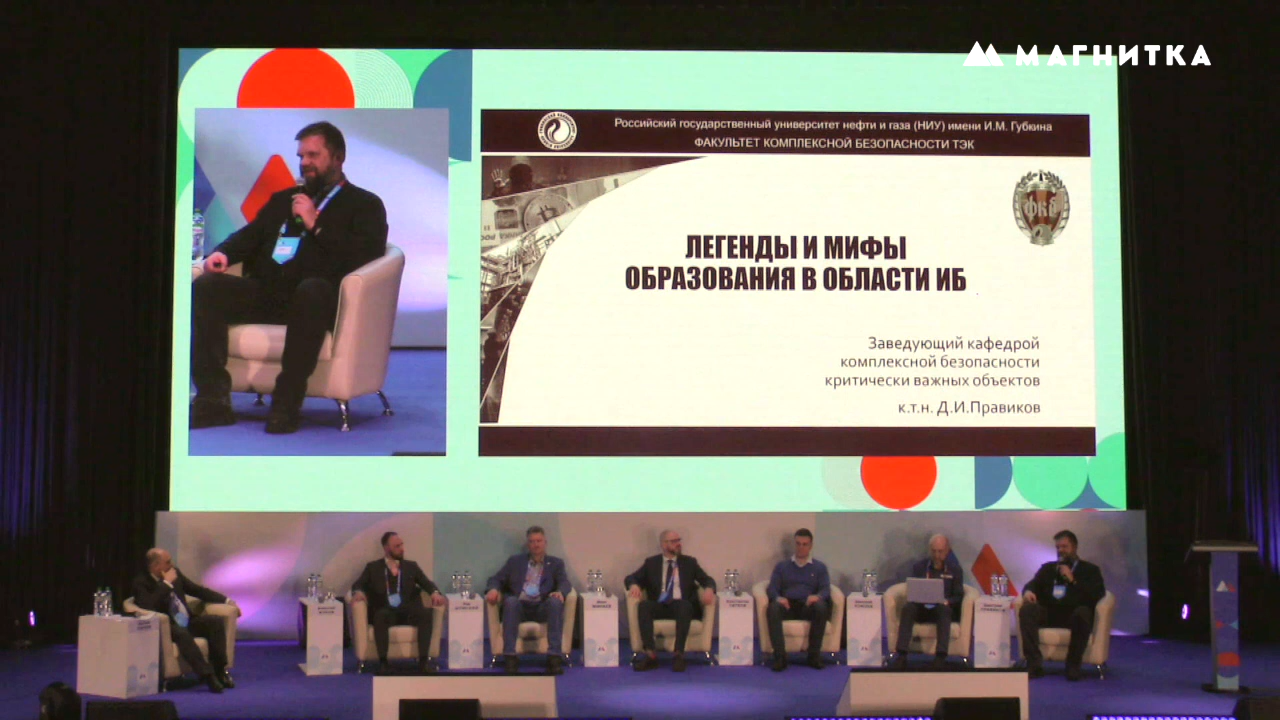 МАГНИТКА
Российский государственный университет нефти и газа (НИУ) имени И.М. Губкина
ФАКУЛЬТЕТ КОМПЛЕКСНОЙ БЕЗОПАСНОСТИ ТЭК
фкб
ЛЕГЕНДЫ И МИФЫ
ОБРАЗОВАНИЯ В ОБЛАСТИ ИБ
Заведующий кафедрой
комплексной безопасности
критически важных объектов
к.т.н. Д.И.Правиков